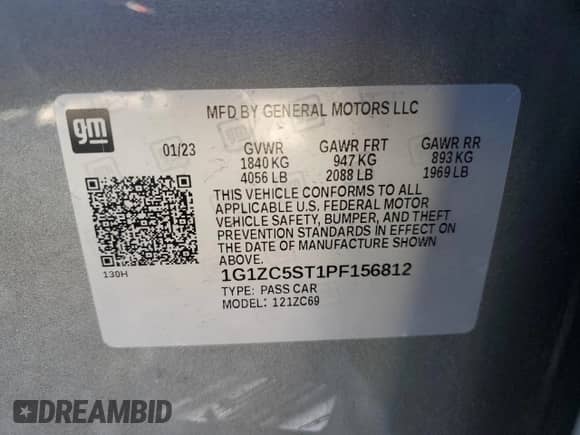 gm
MFD BY GENERAL MOTORS LLC
01/23 GVWR GAWR FRT GAWR RR
1840 KG 947 KG 893 KG
4056 LB 2088 LB 1969 LB
THIS VEHICLE CONFORMS TO ALL
APPLICABLE U.S. FEDERAL MOTOR
VEHICLE SAFETY, BUMPER, AND THEFT
PREVENTION STANDARDS IN EFFECT ON
THE DATE OF MANUFACTURE SHOWN
ABOVE.
130H
1G1ZC5ST1PF156812
TYPE: PASS CAR
MODEL: 121ZC69
DREAMBID